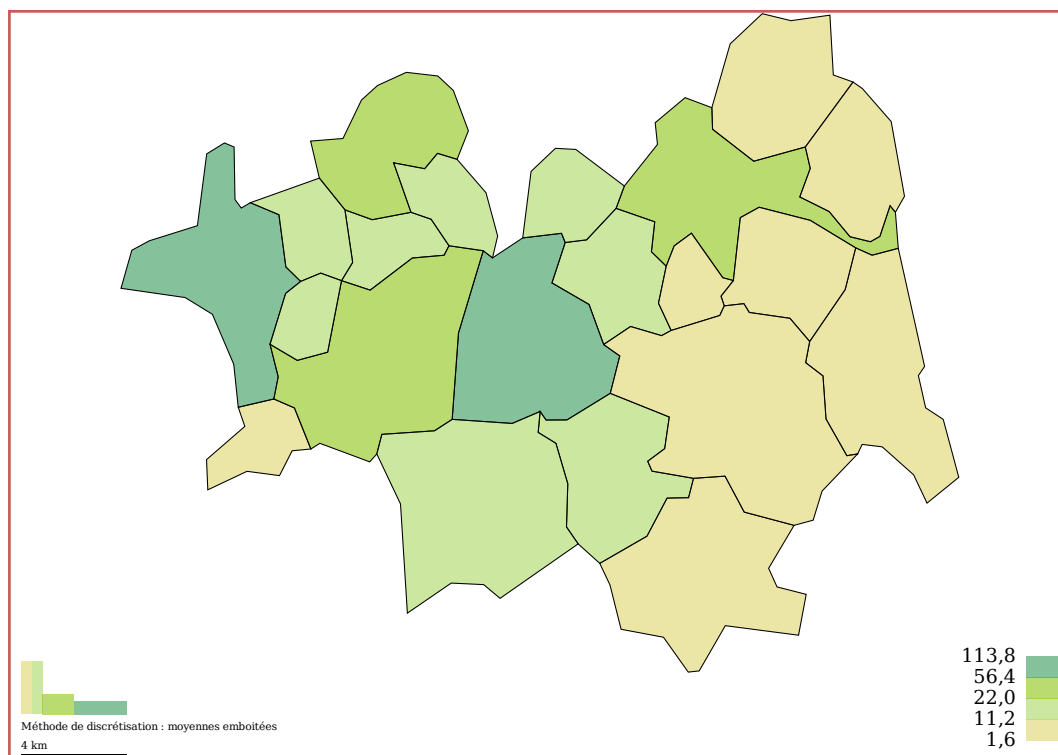 113,8
56,4
22,0
11,2
1,6
Méthode de discrétisation : moyennes emboitées
4 km